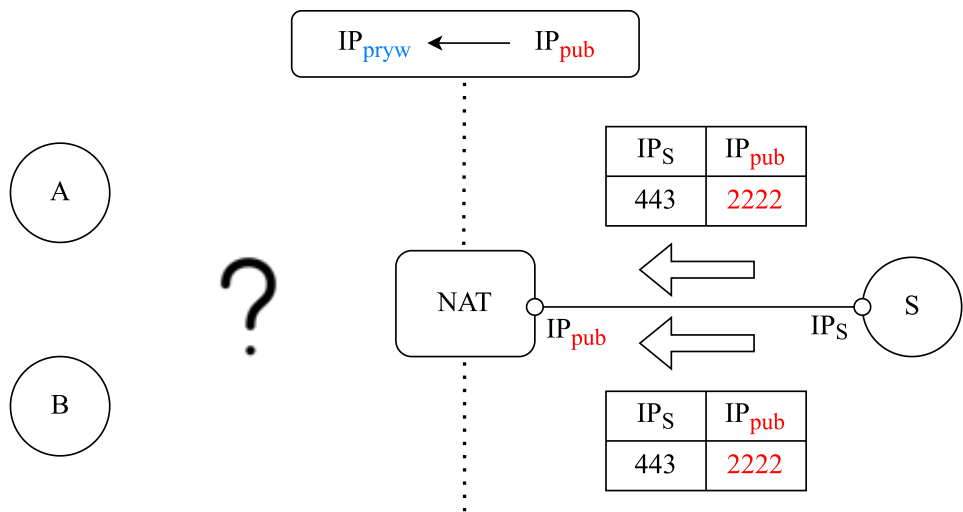 IPpryw IPpub
IPS IPpub
443 2222
A
?
NAT
S
IPpub
IPS
B
IPS IPpub
443 2222